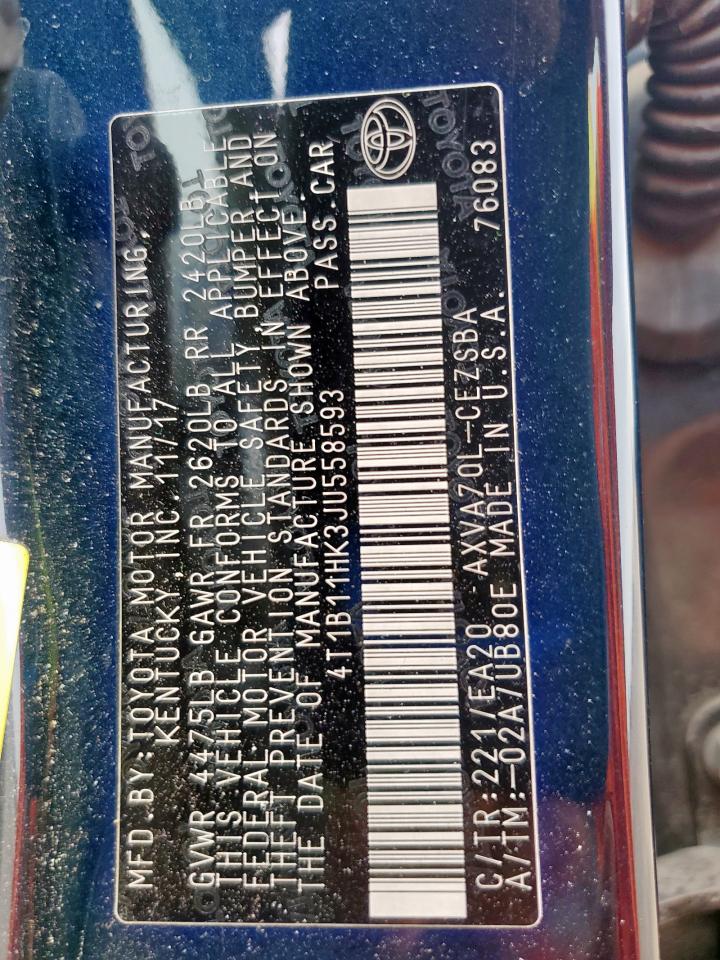 MFD.BY:TOYOTA MOTOR MANUFACTURING,
KENTUCKY,INC.11/17
GVWR 4475LB GAWR FR 2620LB RR 2420LB
THIS VEHICLE CONFORMS TO ALL APPLICABLE
FEDERAL MOTOR VEHICLE SAFETY BUMPER AND
THEFT PREVENTION STANDARDS IN EFFECT ON
THE DATE OF MANUFACTURE SHOWN ABOVE.
4T1B11HK3JU558593 PASS.CAR
C/TR:221/EA20 AXVA70L-CEZSBA
A/TM:-02A/UB80E MADE IN U.S.A. 76083